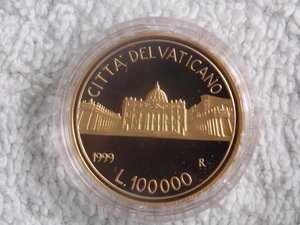 CITTA' DEL VATICANO
1999 R
L. 100000